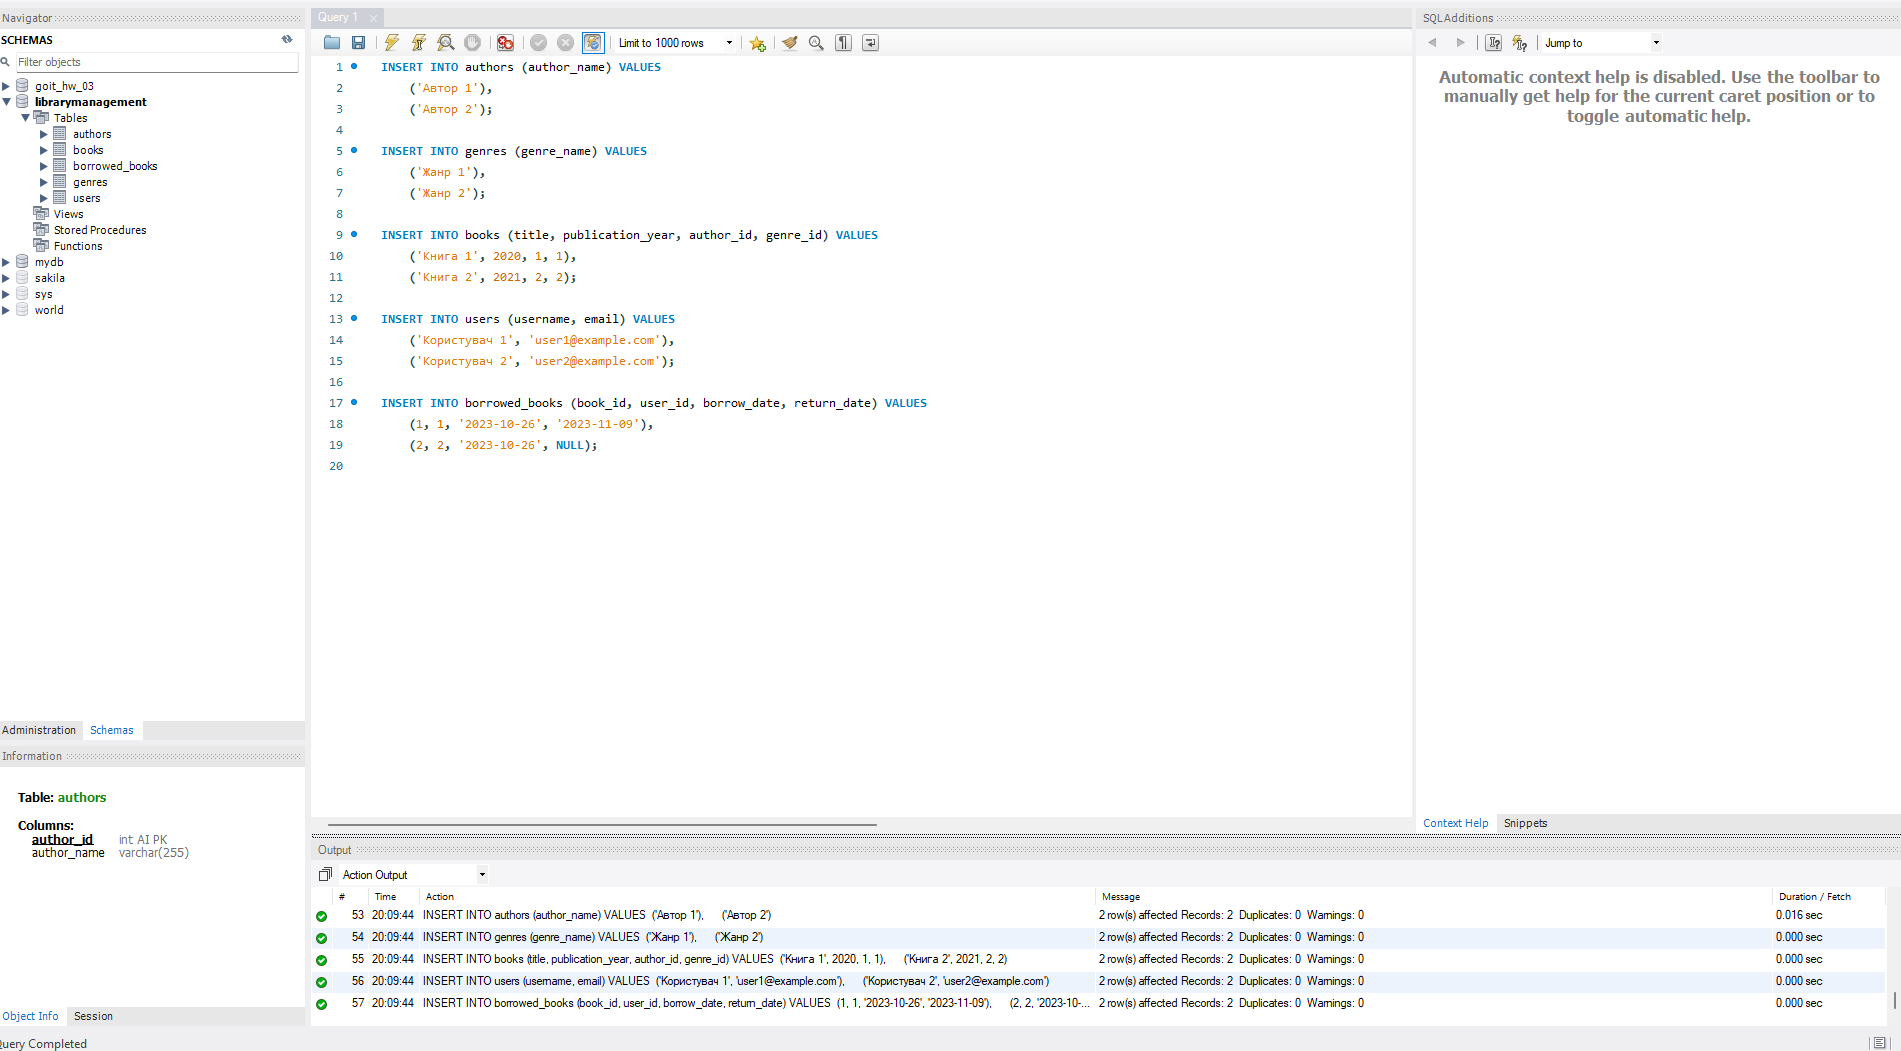 Navigator
SCHEMAS
Filter objects
goit_hw_03
librarymanagement
Tables
authors
books
borrowed_books
genres
users
Views
Stored Procedures
Functions
mydb
sakila
sys
world
Administration Schemas
Information
Table: authors
Columns:
author_id int AI PK
author_name varchar(255)
Object Info Session
Query 1
Limit to 1000 rows
1 INSERT INTO authors (author_name) VALUES
2 ('Автор 1'),
3 ('Автор 2');
4
5 INSERT INTO genres (genre_name) VALUES
6 ('Жанр 1'),
7 ('Жанр 2');
8
9 INSERT INTO books (title, publication_year, author_id, genre_id) VALUES
10 ('Книга 1', 2020, 1, 1),
11 ('Книга 2', 2021, 2, 2);
12
13 INSERT INTO users (username, email) VALUES
14 ('Користувач 1', 'user1@example.com'),
15 ('Користувач 2', 'user2@example.com');
16
17 INSERT INTO borrowed_books (book_id, user_id, borrow_date, return_date) VALUES
18 (1, 1, '2023-10-26', '2023-11-09'),
19 (2, 2, '2023-10-26', NULL);
20
SQLAdditions
Jump to
Automatic context help is disabled. Use the toolbar to
manually get help for the current caret position or to
toggle automatic help.
Context Help Snippets
Output
Action Output
# Time Action Message Duration / Fetch
53 20:09:44 INSERT INTO authors (author_name) VALUES ('Автор 1'), ('Автор 2') 2 row(s) affected Records: 2 Duplicates: 0 Warnings: 0 0.016 sec
54 20:09:44 INSERT INTO genres (genre_name) VALUES ('Жанр 1'), ('Жанр 2') 2 row(s) affected Records: 2 Duplicates: 0 Warnings: 0 0.000 sec
55 20:09:44 INSERT INTO books (title, publication_year, author_id, genre_id) VALUES ('Книга 1', 2020, 1, 1), ('Книга 2', 2021, 2, 2) 2 row(s) affected Records: 2 Duplicates: 0 Warnings: 0 0.000 sec
56 20:09:44 INSERT INTO users (username, email) VALUES ('Користувач 1', 'user1@example.com'), ('Користувач 2', 'user2@example.com') 2 row(s) affected Records: 2 Duplicates: 0 Warnings: 0 0.000 sec
57 20:09:44 INSERT INTO borrowed_books (book_id, user_id, borrow_date, return_date) VALUES (1, 1, '2023-10-26', '2023-11-09'), (2, 2, '2023-10-... 2 row(s) affected Records: 2 Duplicates: 0 Warnings: 0 0.000 sec
Query Completed